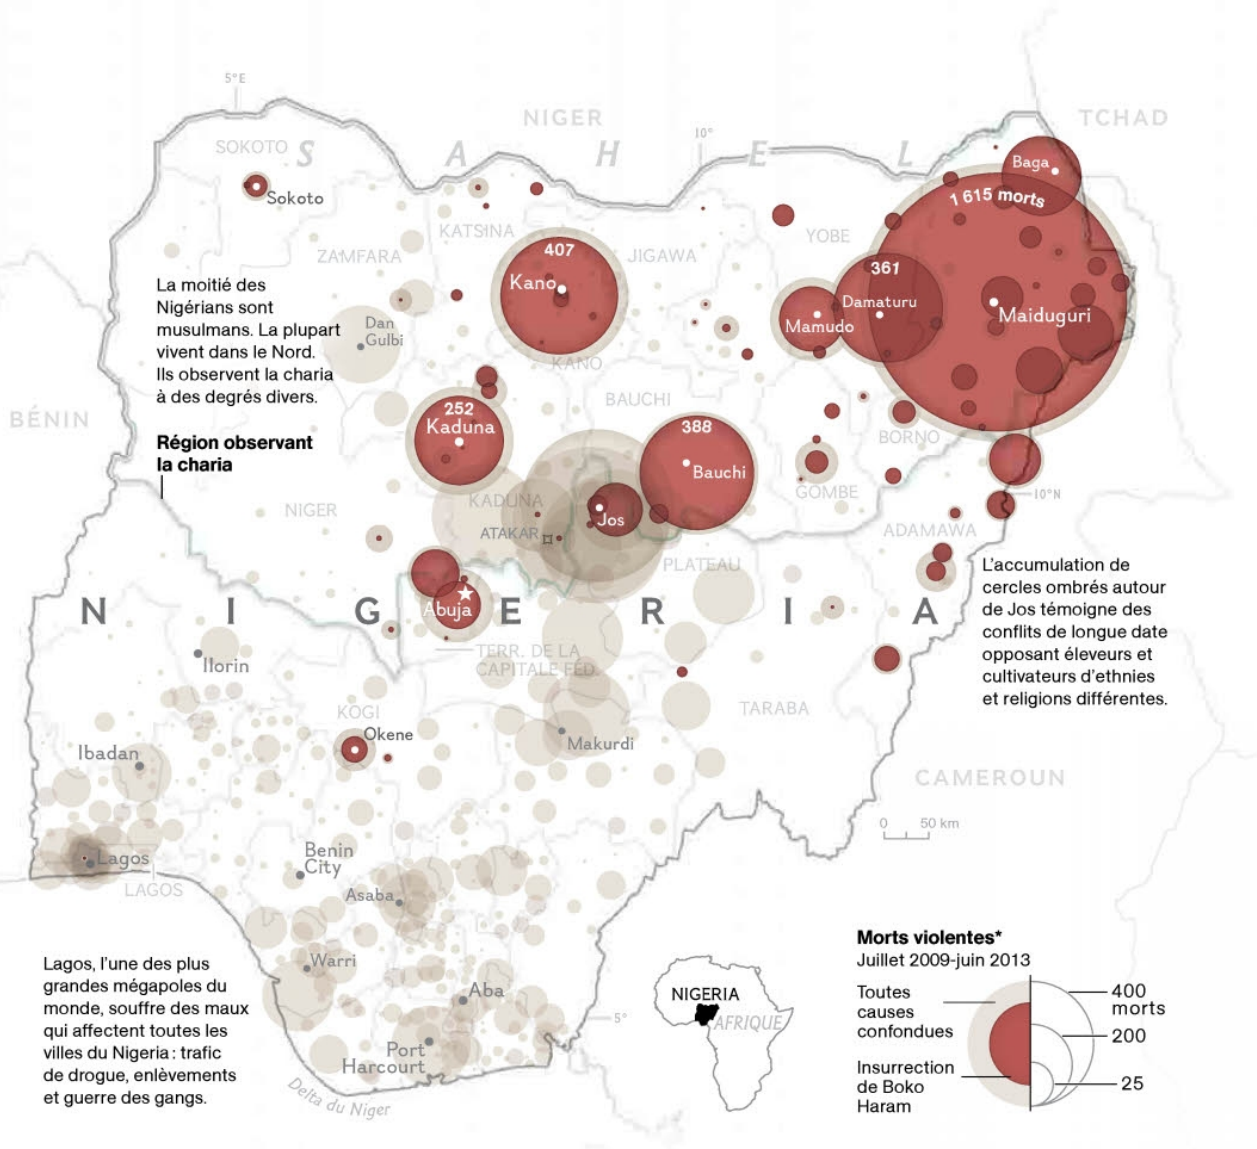 5°E
NIGER
TCHAD
SOKOTO
S A H E L
10°
Sokoto
Baga
1 615 morts
KATSINA
YOBE
ZAMFARA
407
JIGAWA
Kano
361
Damaturu
Mamudo
Maiduguri
La moitié des
Nigérians sont
musulmans. La plupart
vivent dans le Nord.
Ils observent la charia
à des degrés divers.
Dan
Gulbi
KANO
BAUCHI
BÉNIN
252
Kaduna
388
Bauchi
BORNO
Région observant
la charia
GOMBE
10°N
NIGER
KADUNA
Jos
ATAKAR
ADAMAWA
PLATEAU
L'accumulation de
cercles ombrés autour
de Jos témoigne des
conflits de longue date
opposant éleveurs et
cultivateurs d'ethnies
et religions différentes.
Abuja
N I G E R I A
TERR. DE LA
CAPITALE FÉD.
Ilorin
KOGI
TARABA
Okene
Makurdi
Ibadan
CAMEROUN
0 50 km
Lagos
LAGOS
Benin
City
Asaba
Warri
Aba
Port
Harcourt
Delta du Niger
5°
Lagos, l'une des plus
grandes mégapoles du
monde, souffre des maux
qui affectent toutes les
villes du Nigeria : trafic
de drogue, enlèvements
et guerre des gangs.
NIGERIA
AFRIQUE
Morts violentes*
Juillet 2009-juin 2013
Toutes
causes
confondues
Insurrection
de Boko
Haram
400
morts
200
25